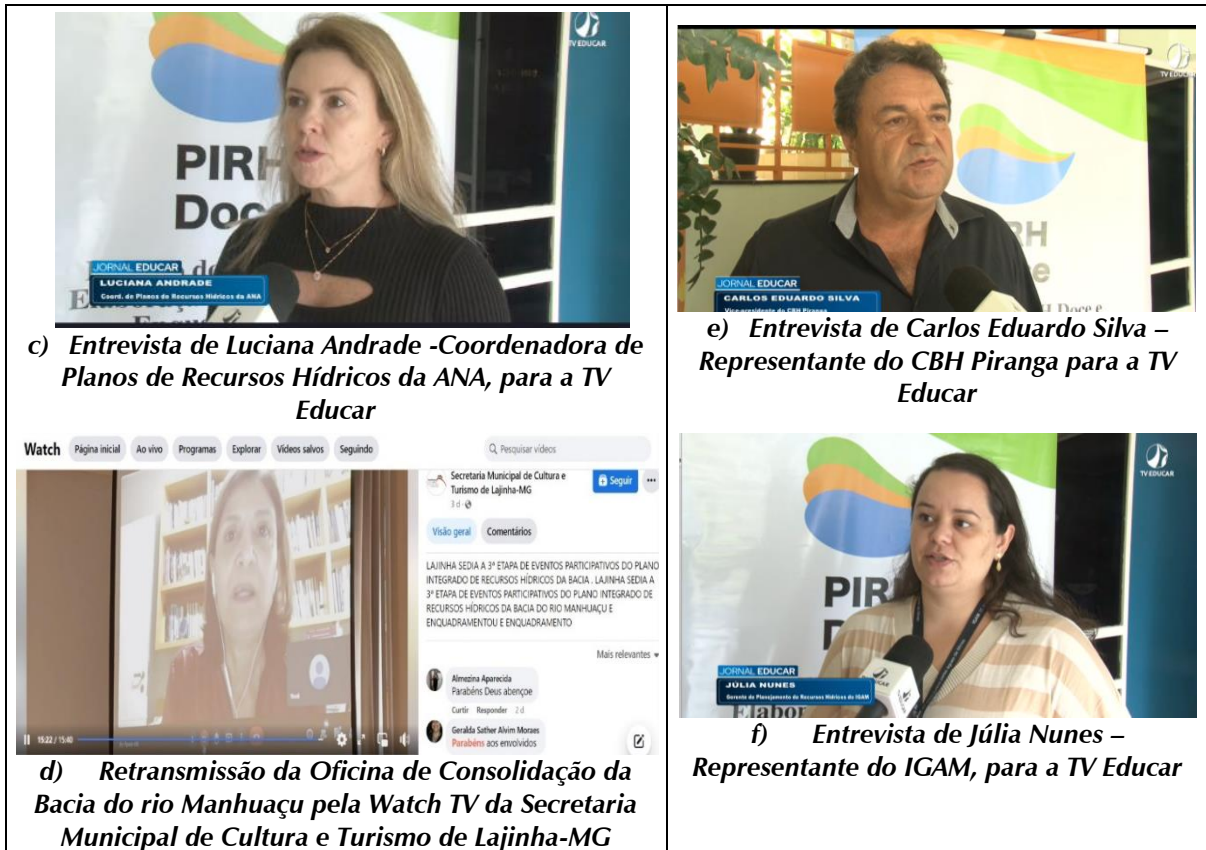 TV EDUCAR
PIRH
Doce
JORNAL EDUCAR
LUCIANA ANDRADE
Coord. de Planos de Recursos Hídricos da ANA
c) Entrevista de Luciana Andrade -Coordenadora de
Planos de Recursos Hídricos da ANA, para a TV
Educar
Watch
Página inicial
Ao vivo
Programas
Explorar
Vídeos salvos
Seguindo
Pesquisar vídeos
Secretaria Municipal de Cultura e
Turismo de Lajinha-MG
3 d
Seguir
Visão geral
Comentários
LAJINHA SEDIA A 3ª ETAPA DE EVENTOS PARTICIPATIVOS DO PLANO
INTEGRADO DE RECURSOS HÍDRICOS DA BACIA . LAJINHA SEDIA A
3ª ETAPA DE EVENTOS PARTICIPATIVOS DO PLANO INTEGRADO DE
RECURSOS HÍDRICOS DA BACIA DO RIO MANHUAÇU E
ENQUADRAMENTOU E ENQUADRAMENTO
Mais relevantes
Almezina Aparecida
Parabéns Deus abençoe
Curtir Responder 2 d
Geralda Sather Alvim Moraes
Parabéns aos envolvidos
15:22 / 15:40
d) Retransmissão da Oficina de Consolidação da
Bacia do rio Manhuaçu pela Watch TV da Secretaria
Municipal de Cultura e Turismo de Lajinha-MG
TV EDUCAR
RH
ce
H Doce e
JORNAL EDUCAR
CARLOS EDUARDO SILVA
Vice-presidente do CBH Piranga
e) Entrevista de Carlos Eduardo Silva –
Representante do CBH Piranga para a TV
Educar
TV EDUCAR
PIR
D
Elabor
JORNAL EDUCAR
JÚLIA NUNES
Gerente de Planejamento de Recursos Hídricos do IGAM
EDUCAR
f) Entrevista de Júlia Nunes –
Representante do IGAM, para a TV Educar